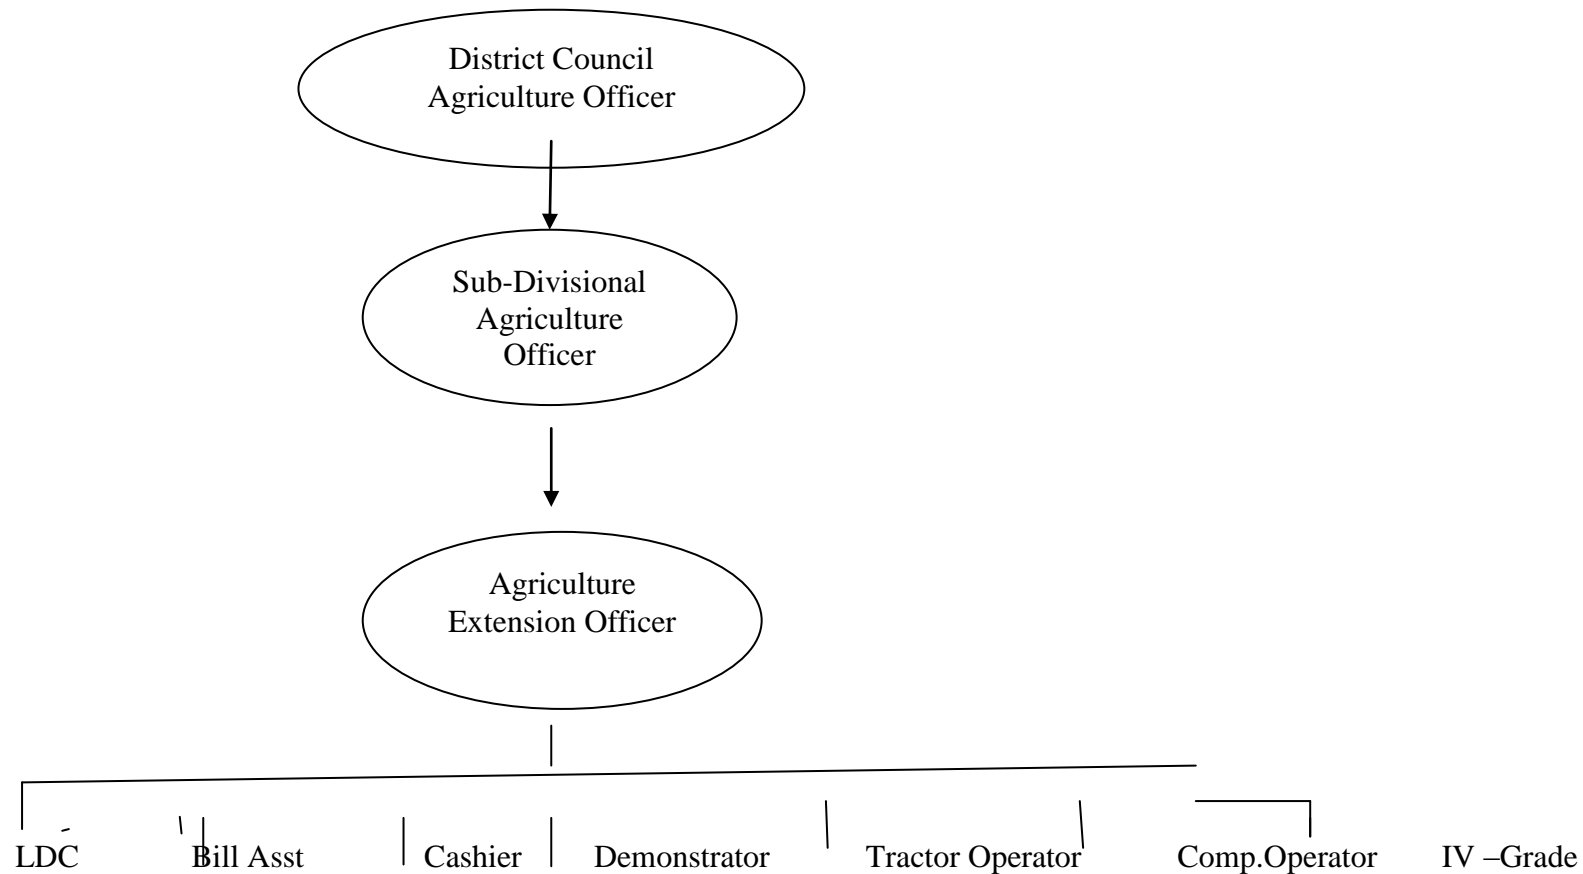 District Council
Agriculture Officer
Sub-Divisional
Agriculture
Officer
Agriculture
Extension Officer
LDC Bill Asst Cashier Demonstrator Tractor Operator Comp.Operator IV –Grade